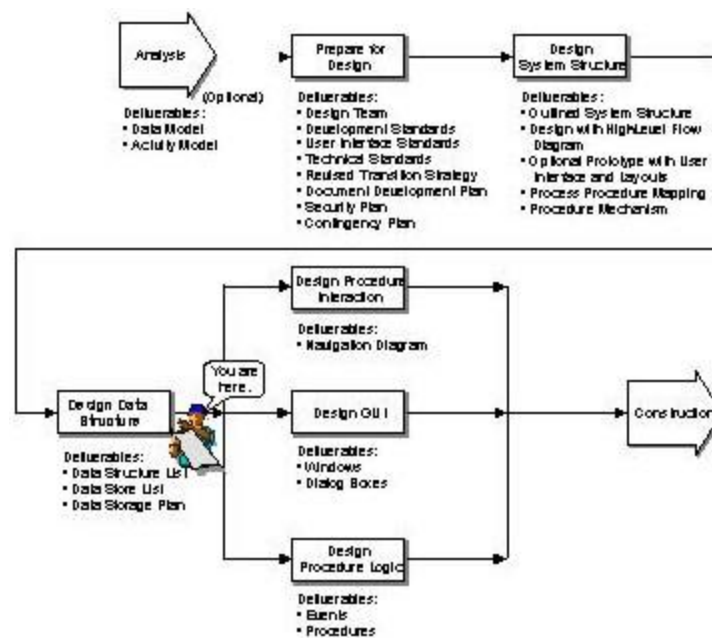 Analysis
(Optional)
Deliverables:
• Data Model
• Activity Model
Prepare for
Design
Deliverables:
• Design Team
• Development Standards
• User Interface Standards
• Technical Standards
• Revised Transition Strategy
• Document Development Plan
• Security Plan
• Contingency Plan
Design
System Structure
Deliverables:
• Outlined System Structure
• Design with High-Level Flow
Diagram
• Optional Prototype with User
Interface and Layouts
• Process Procedure Mapping
• Procedure Mechanism
Design Data
Structure
Deliverables:
• Data Structure List
• Data Store List
• Data Storage Plan
You are
here.
Design Procedure
Interaction
Deliverables:
• Navigation Diagram
Design GUI
Deliverables:
• Windows
• Dialog Boxes
Design
Procedure Logic
Deliverables:
• Events
• Procedures
Construction